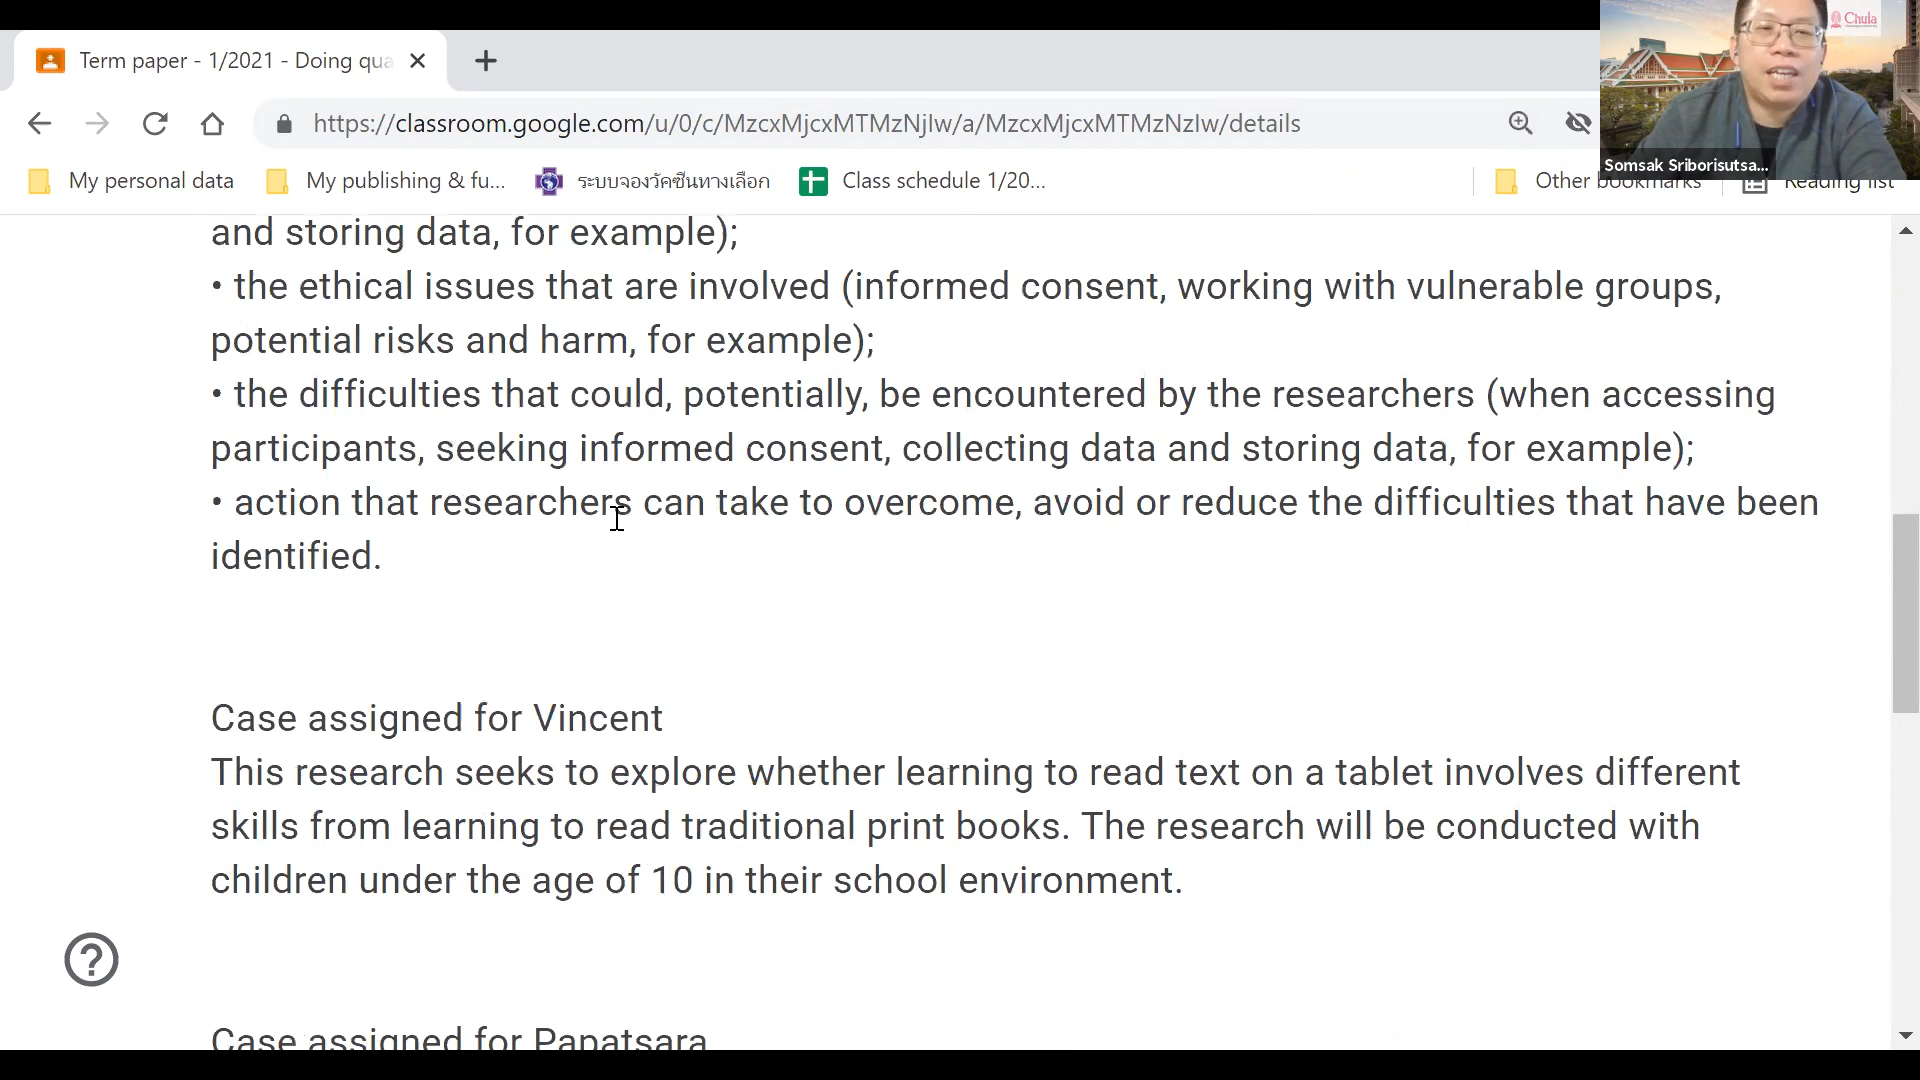 Term paper - 1/2021 - Doing qua
https://classroom.google.com/u/0/c/MzcxMjcxMTMzNjIw/a/MzcxMjcxMTMzNzIw/details
Chula
Somsak Sriborisutsa...
My personal data
My publishing & fu...
ระบบจองวัคซีนทางเลือก
Class schedule 1/20...
Other bookmarks
Reading list
and storing data, for example);
• the ethical issues that are involved (informed consent, working with vulnerable groups,
potential risks and harm, for example);
• the difficulties that could, potentially, be encountered by the researchers (when accessing
participants, seeking informed consent, collecting data and storing data, for example);
• action that researchers can take to overcome, avoid or reduce the difficulties that have been
identified.
Case assigned for Vincent
This research seeks to explore whether learning to read text on a tablet involves different
skills from learning to read traditional print books. The research will be conducted with
children under the age of 10 in their school environment.
Case assigned for Papatsara